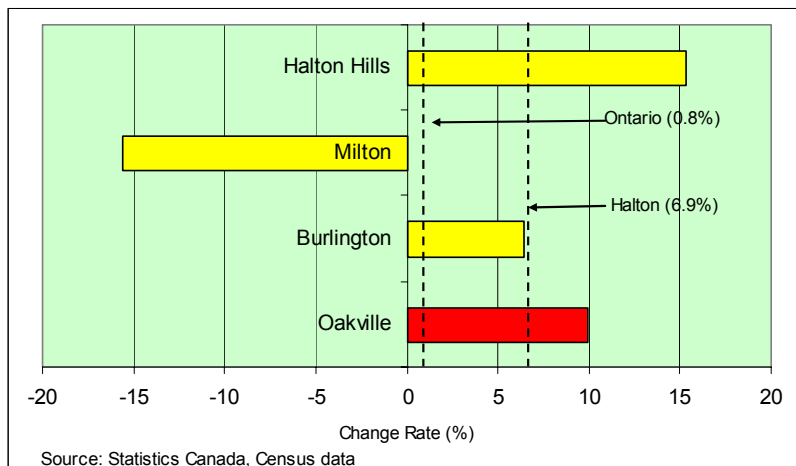 Halton Hills
Ontario (0.8%)
Milton
Halton (6.9%)
Burlington
Oakville
-20 -15 -10 -5 0 5 10 15 20
Change Rate (%)
Source: Statistics Canada, Census data